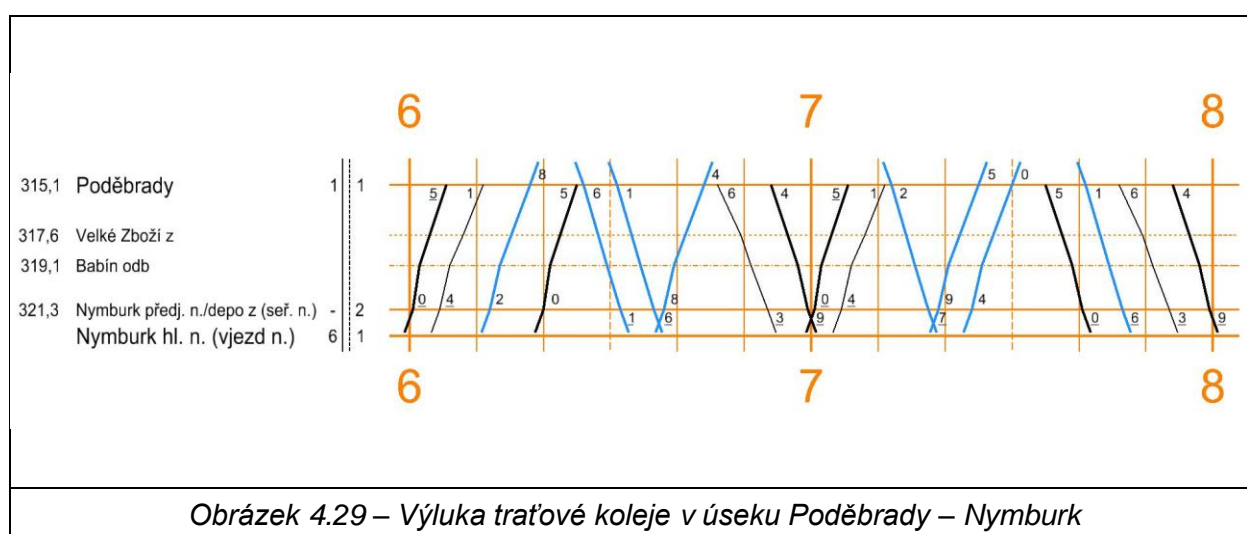 6 7 8
8 4 5 0
315,1 Poděbrady 1 1 5 1 5 6 1 6 4 5 1 2 5 1 6 4
317,6 Velké Zboží z
319,1 Babín odb
0 4 2 0 8 0 4 9 4
321,3 Nymburk předj. n./depo z (seř. n.) - 2 1 6 3 9 7 0 6 3 9
Nymburk hl. n. (vjezd n.) 6 1
6 7 8
Obrázek 4.29 – Výluka traťové koleje v úseku Poděbrady – Nymburk